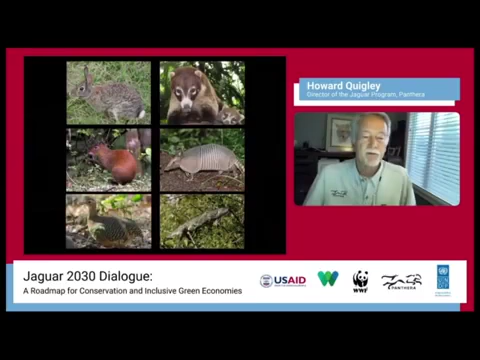 Howard Quigley
Director of the Jaguar Program, Panthera
Jaguar 2030 Dialogue:
A Roadmap for Conservation and Inclusive Green Economies
USAID
WWF
PANTHERA